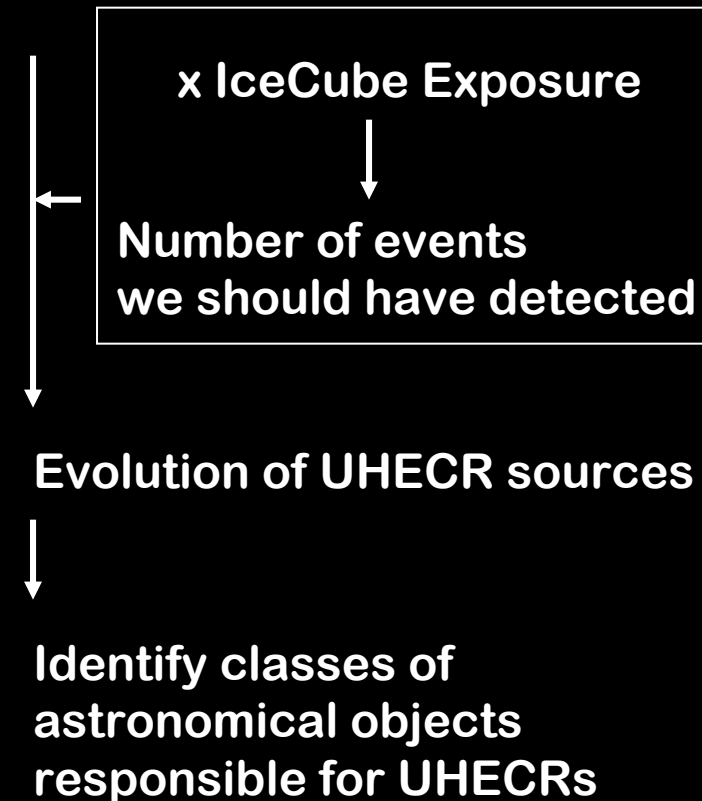 x IceCube Exposure
Number of events
we should have detected
Evolution of UHECR sources
Identify classes of
astronomical objects
responsible for UHECRs